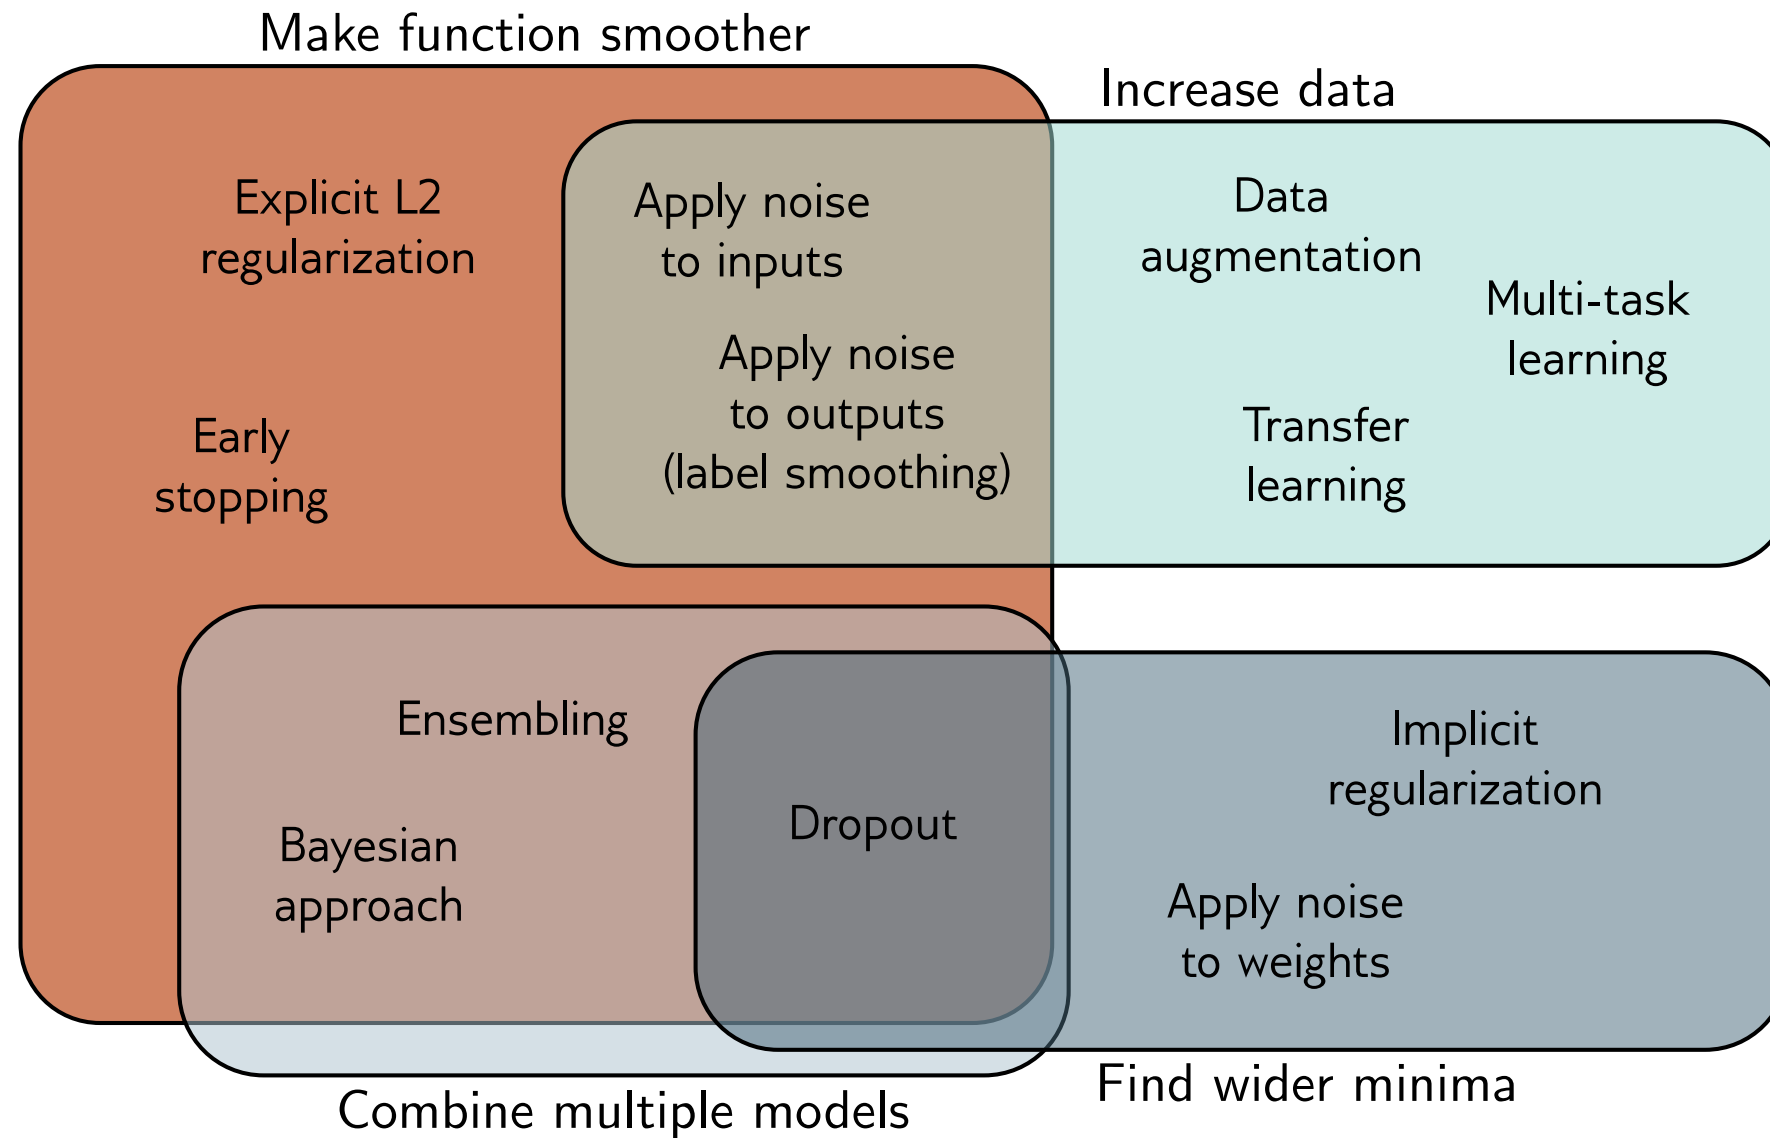 Make function smoother
Increase data
Explicit L2
regularization
Apply noise
to inputs
Data
augmentation
Multi-task
learning
Apply noise
to outputs
(label smoothing)
Early
stopping
Transfer
learning
Ensembling
Implicit
regularization
Dropout
Bayesian
approach
Apply noise
to weights
Find wider minima
Combine multiple models